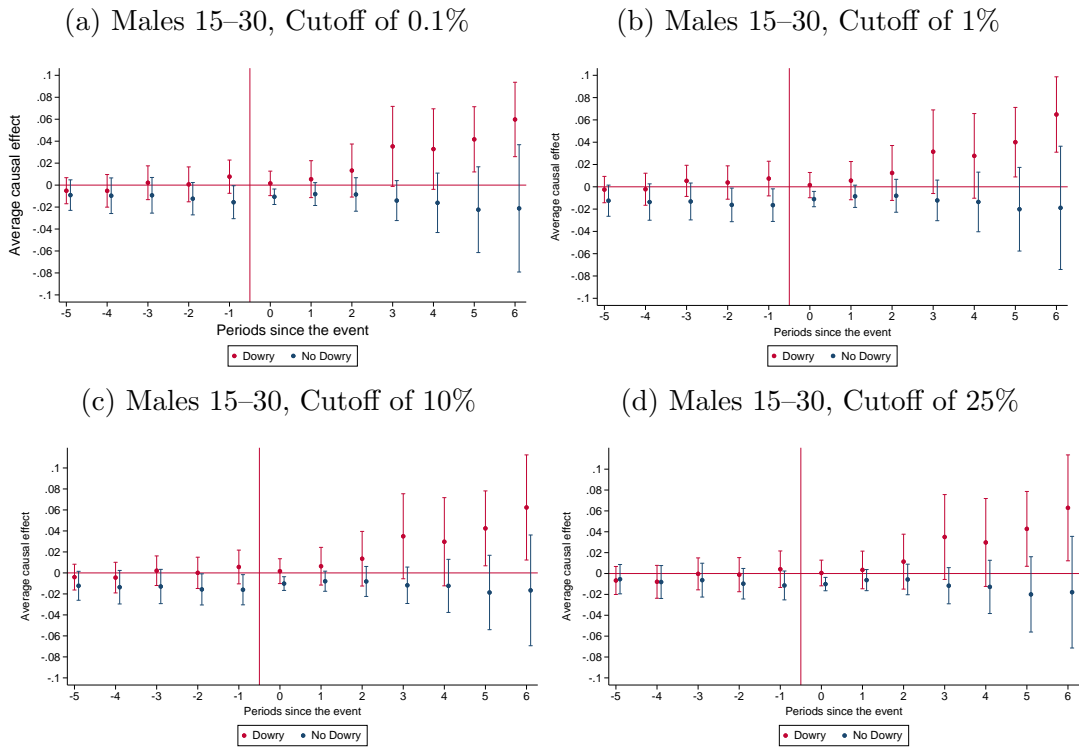 (a) Males 15–30, Cutoff of 0.1%
Average causal effect
.1
.08
.06
.04
.02
0
-.02
-.04
-.06
-.08
-.1
-5 -4 -3 -2 -1 0 1 2 3 4 5 6
Periods since the event
Dowry No Dowry
(b) Males 15–30, Cutoff of 1%
Average causal effect
.1
.08
.06
.04
.02
0
-.02
-.04
-.06
-.08
-.1
-5 -4 -3 -2 -1 0 1 2 3 4 5 6
Periods since the event
Dowry No Dowry
(c) Males 15–30, Cutoff of 10%
Average causal effect
.1
.08
.06
.04
.02
0
-.02
-.04
-.06
-.08
-.1
-5 -4 -3 -2 -1 0 1 2 3 4 5 6
Periods since the event
Dowry No Dowry
(d) Males 15–30, Cutoff of 25%
Average causal effect
.1
.08
.06
.04
.02
0
-.02
-.04
-.06
-.08
-.1
-5 -4 -3 -2 -1 0 1 2 3 4 5 6
Periods since the event
Dowry No Dowry